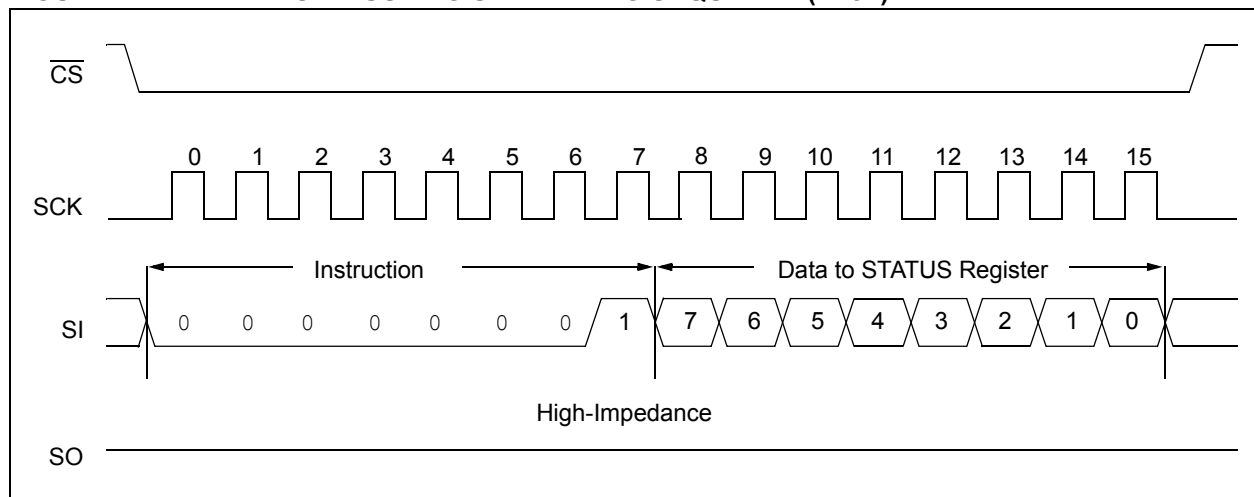 CS
0 1 2 3 4 5 6 7 8 9 10 11 12 13 14 15
SCK
Instruction
Data to STATUS Register
SI
0 0 0 0 0 0 0 1 7 6 5 4 3 2 1 0
High-Impedance
SO